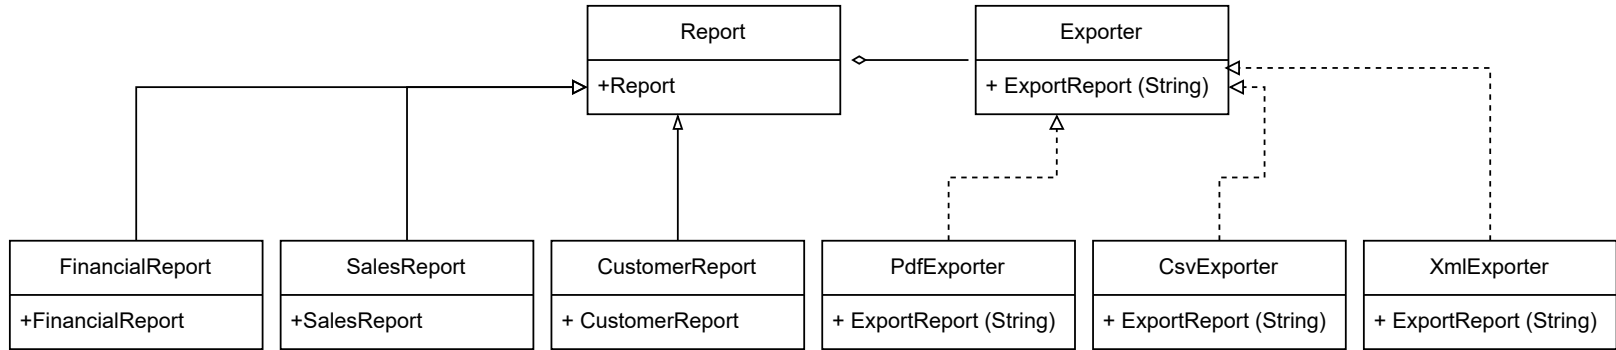 Report
+Report
Exporter
+ ExportReport (String)
FinancialReport
+FinancialReport
SalesReport
+SalesReport
CustomerReport
+ CustomerReport
PdfExporter
+ ExportReport (String)
CsvExporter
+ ExportReport (String)
XmlExporter
+ ExportReport (String)